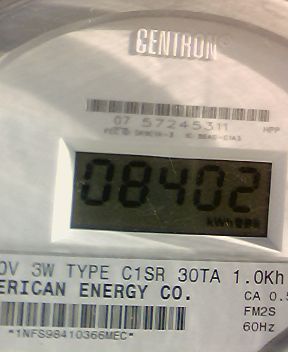 CENTRON®
07 57245311
HPP
08402
kWh
0V 3W TYPE C1SR 30TA 1.0Kh
ERICAN ENERGY CO.
CA 0.5
FM2S
60Hz
*1NFS98410366MEC*